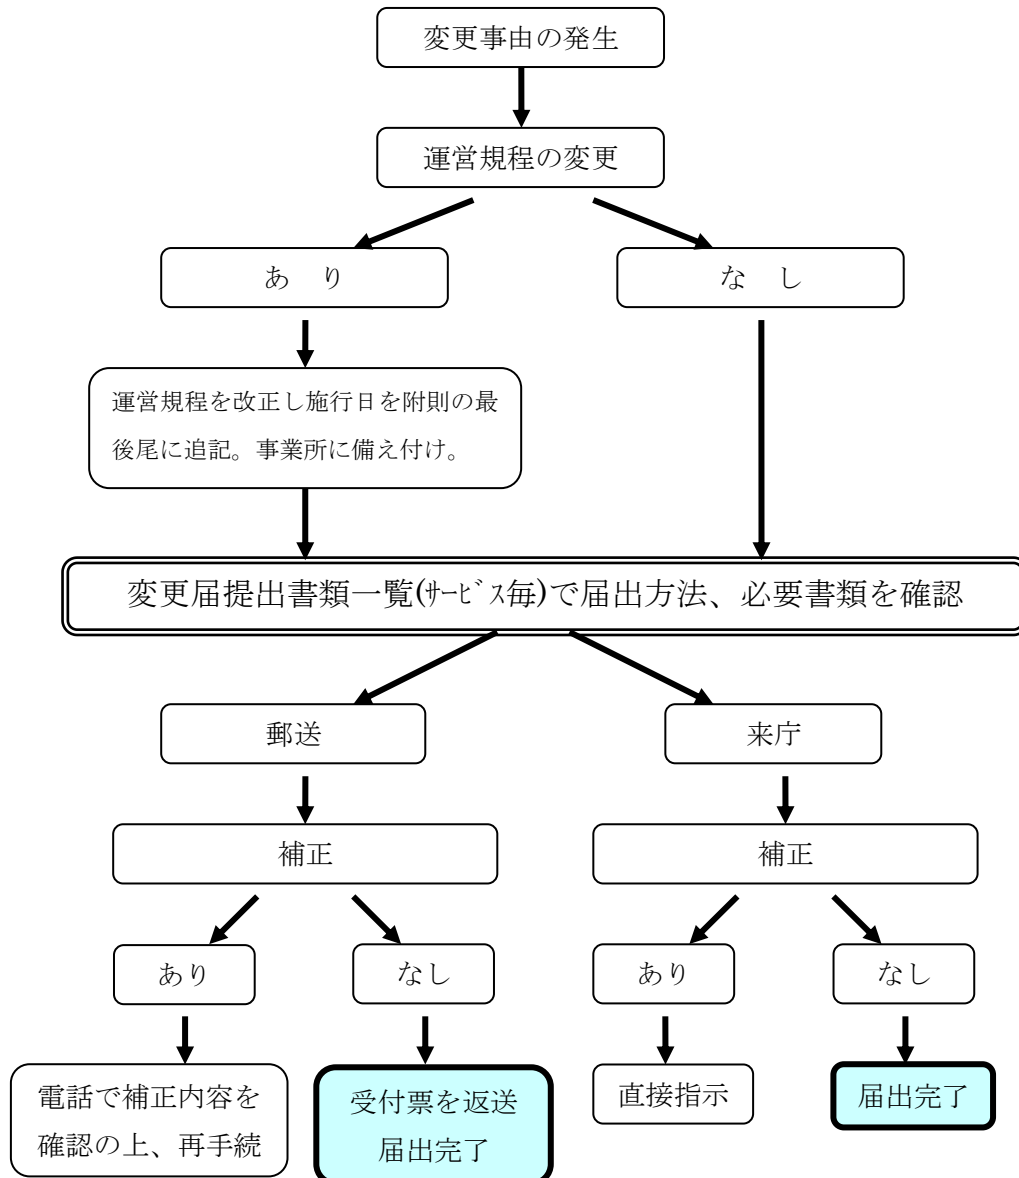 変更事由の発生
運営規程の変更
あ り
な し
運営規程を改正し施行日を附則の最
後尾に追記。事業所に備え付け。
変更届提出書類一覧(ｻｰﾋﾞｽ毎)で届出方法、必要書類を確認
郵送
来庁
補正
補正
あり
なし
あり
なし
電話で補正内容を
確認の上、再手続
受付票を返送
届出完了
直接指示
届出完了